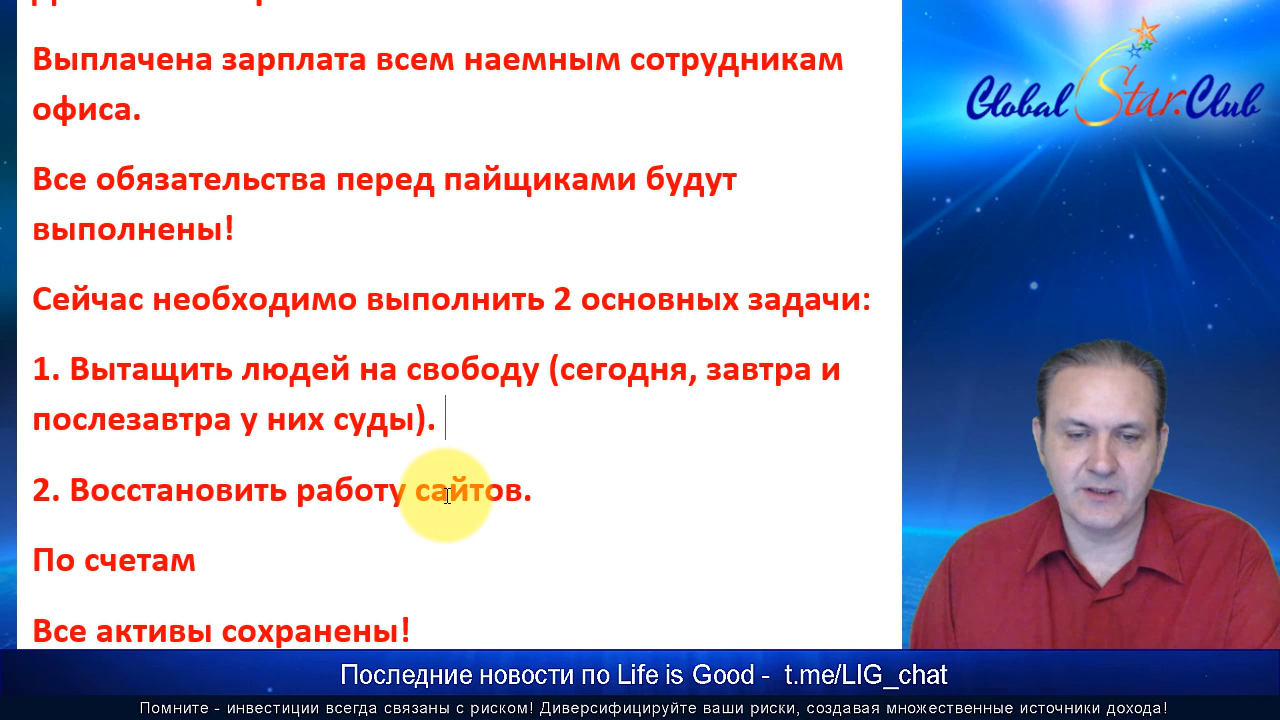 Выплачена зарплата всем наемным сотрудникам
офиса.
Все обязательства перед пайщиками будут
выполнены!
Сейчас необходимо выполнить 2 основных задачи:
1. Вытащить людей на свободу (сегодня, завтра и
послезавтра у них суды).
2. Восстановить работу сайтов.
По счетам
Все активы сохранены!
Global Star.Club
Последние новости по Life is Good - t.me/LIG_chat
Помните - инвестиции всегда связаны с риском! Диверсифицируйте ваши риски, создавая множественные источники дохода!